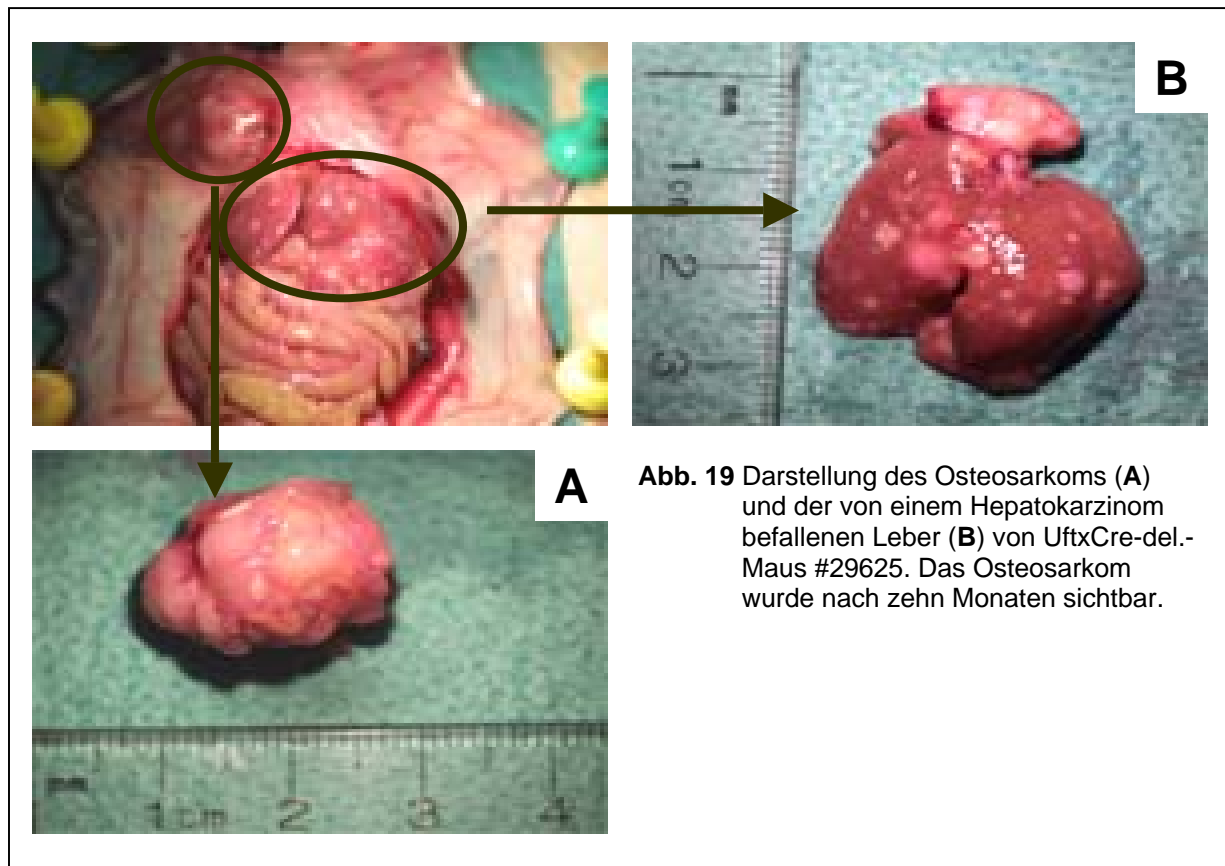 B
1cm
2
3
A
Abb. 19 Darstellung des Osteosarkoms (A)
und der von einem Hepatokarzinom
befallenen Leber (B) von UftxCre-del.-
Maus #29625. Das Osteosarkom
wurde nach zehn Monaten sichtbar.
1cm 2 3 4